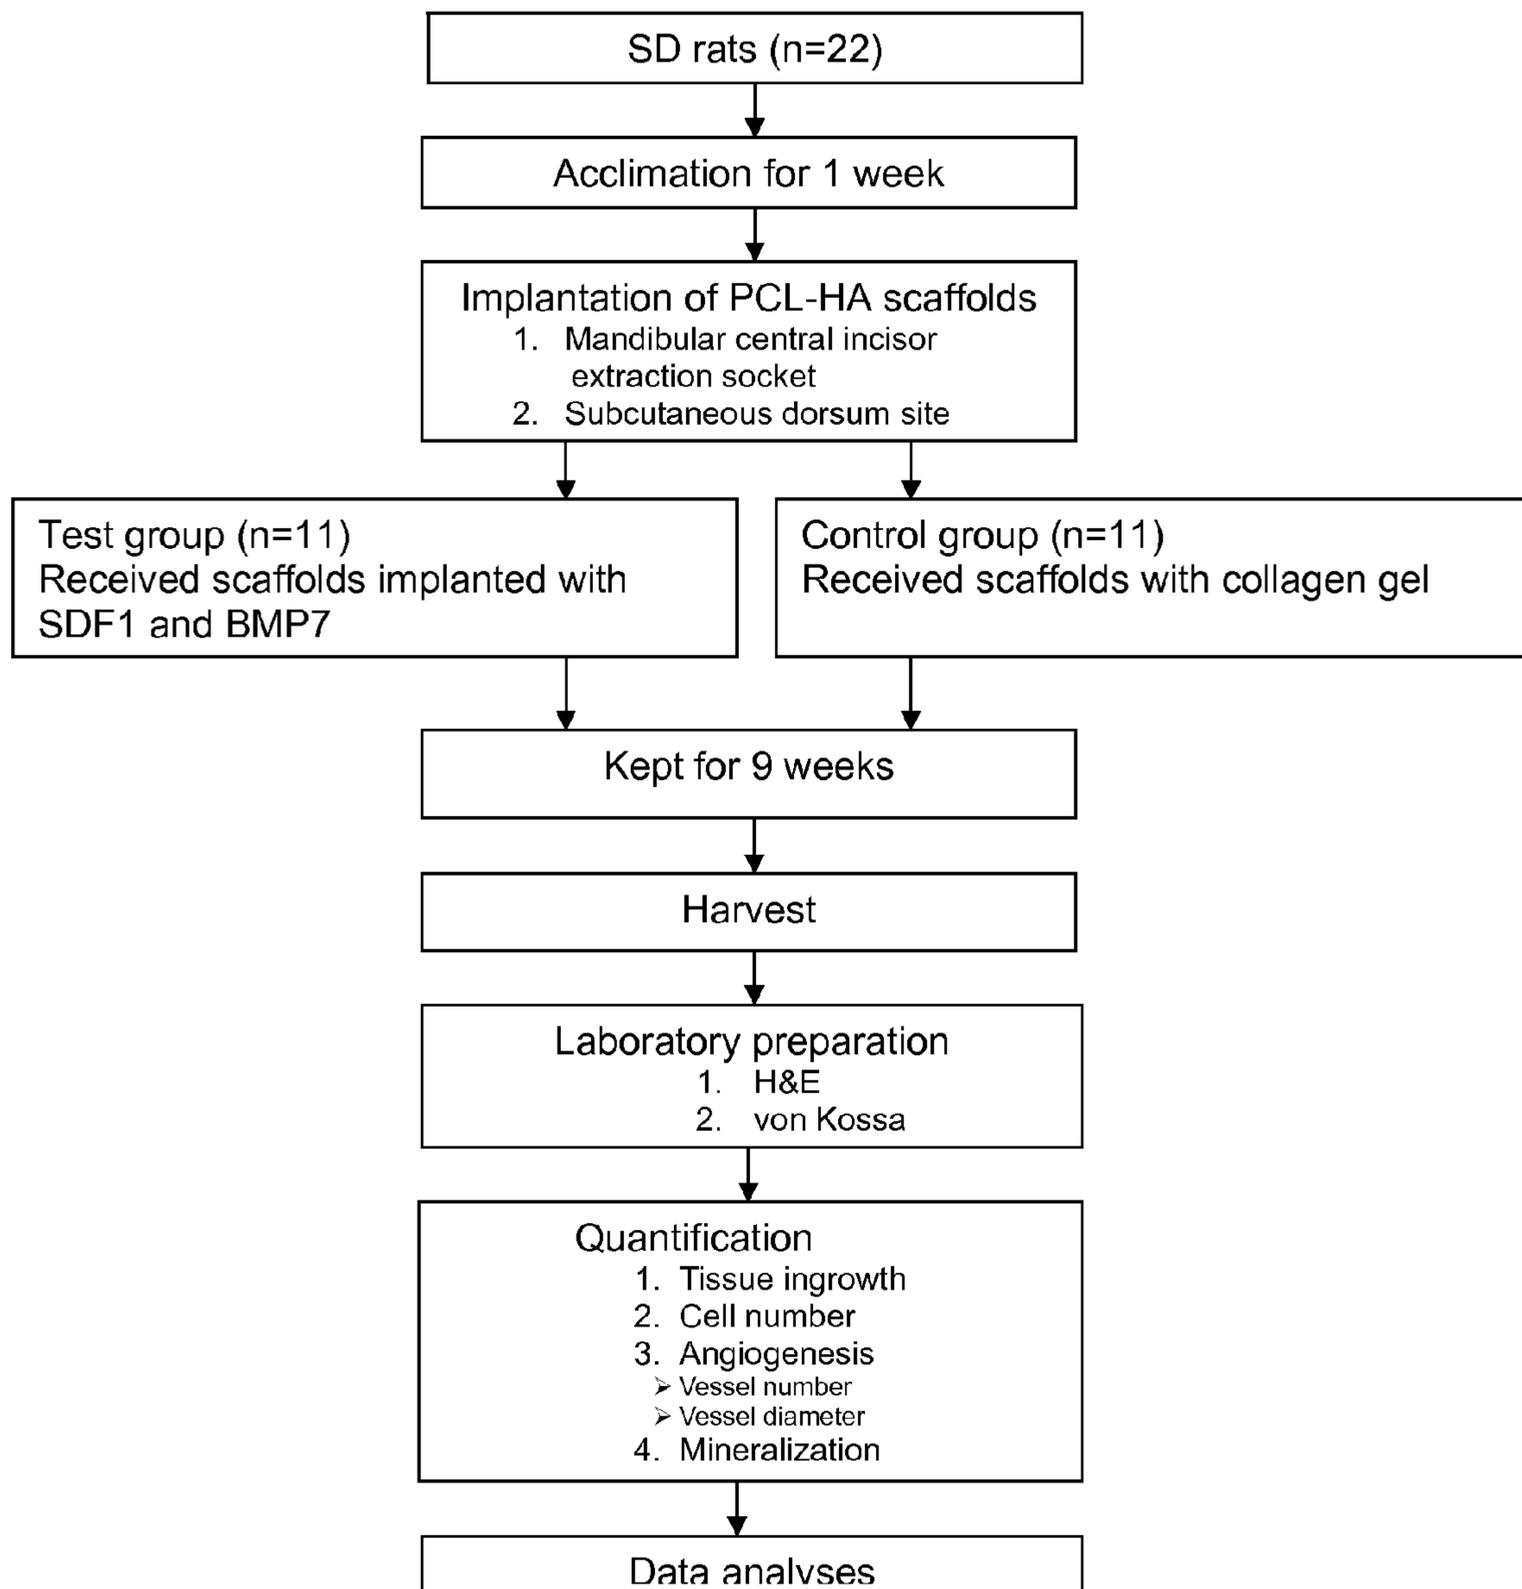 SD rats (n=22)
Acclimation for 1 week
Implantation of PCL-HA scaffolds
1. Mandibular central incisor
extraction socket
2. Subcutaneous dorsum site
Test group (n=11)
Received scaffolds implanted with
SDF1 and BMP7
Control group (n=11)
Received scaffolds with collagen gel
Kept for 9 weeks
Harvest
Laboratory preparation
1. H&E
2. von Kossa
Quantification
1. Tissue ingrowth
2. Cell number
3. Angiogenesis
➢ Vessel number
➢ Vessel diameter
4. Mineralization
Data analyses